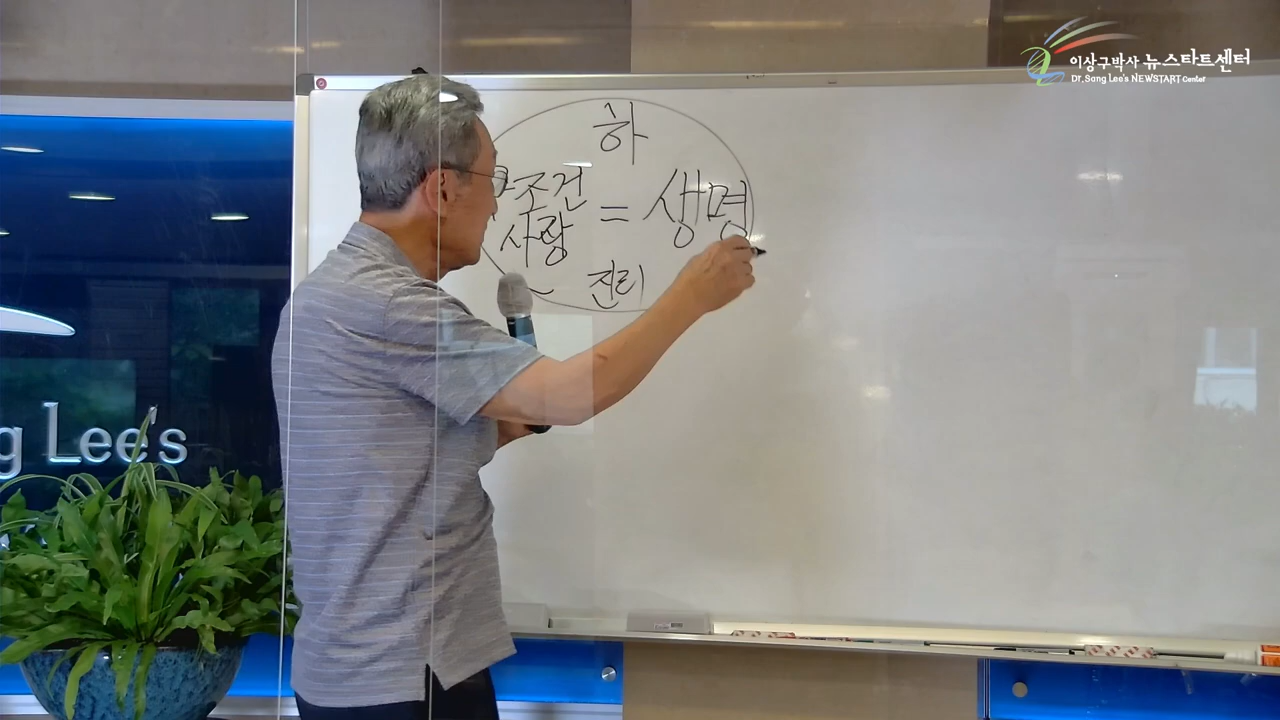 이상구박사 뉴스타트센터
Dr. Sang Lee's NEWSTART Center
하
조건
사랑
= 생명
진리
g Lee's